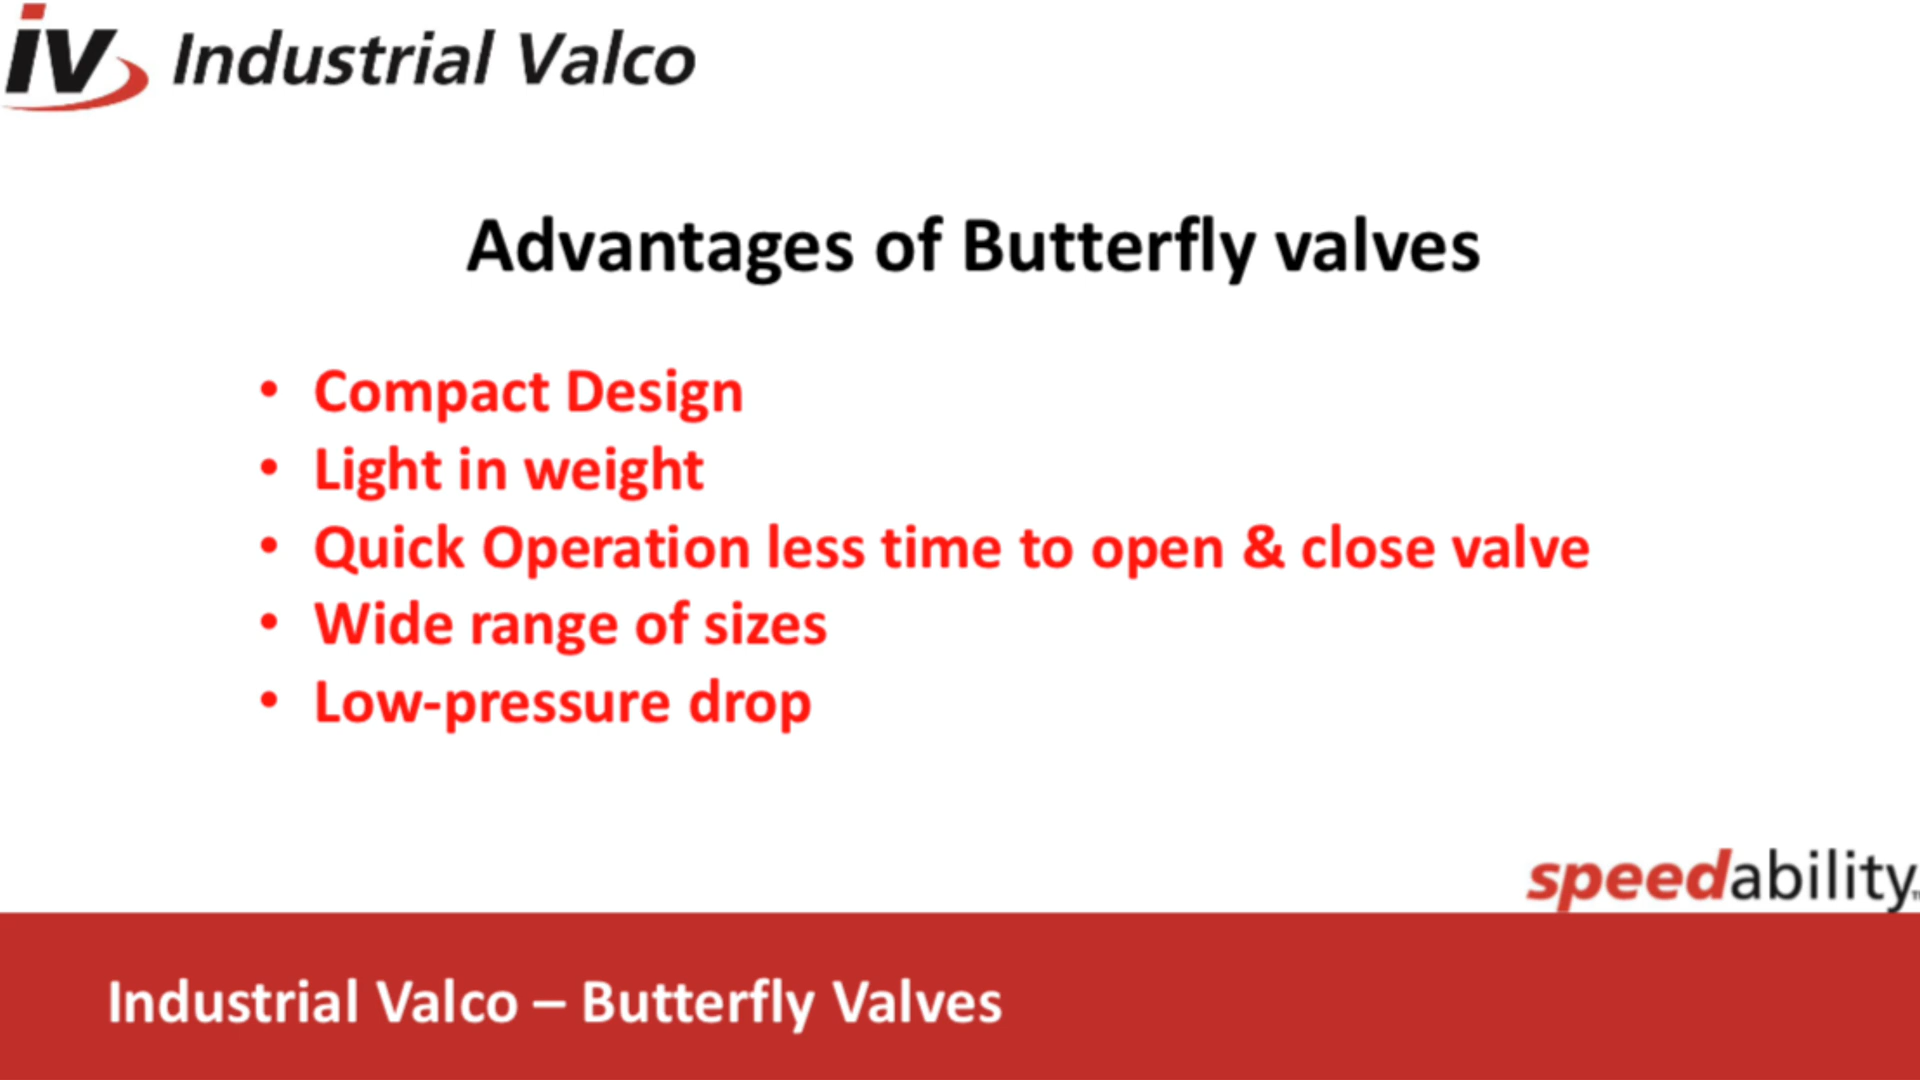 iv Industrial Valco
Advantages of Butterfly valves
• Compact Design
• Light in weight
• Quick Operation less time to open & close valve
• Wide range of sizes
• Low-pressure drop
speedability™
Industrial Valco – Butterfly Valves